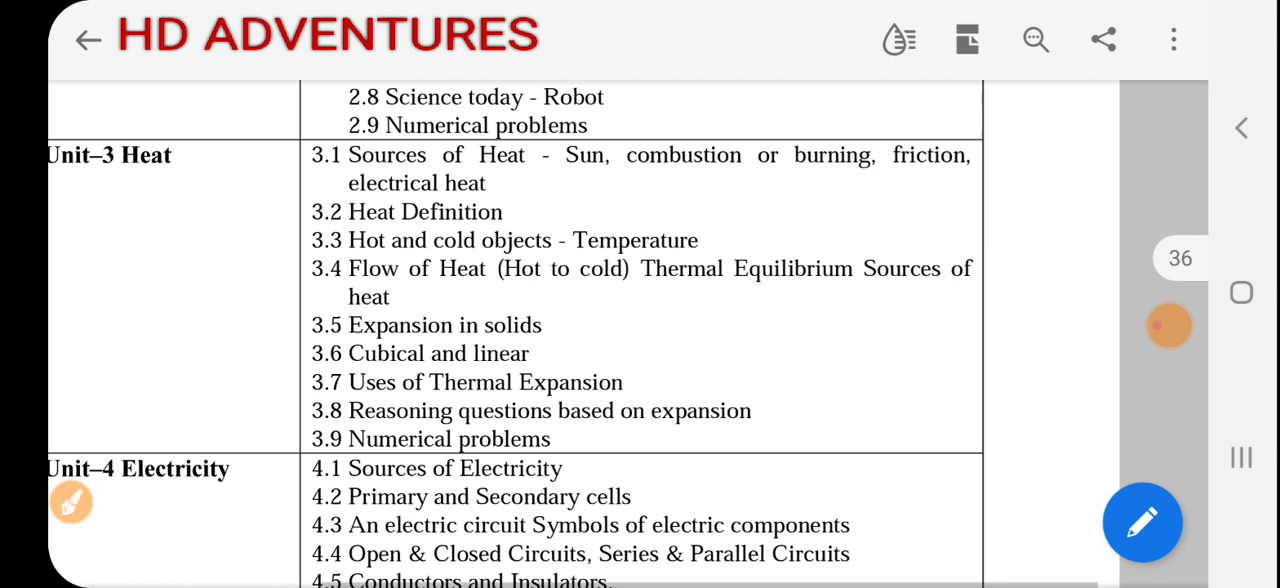 HD ADVENTURES
2.8 Science today - Robot
2.9 Numerical problems
Unit–3 Heat
3.1 Sources of Heat - Sun, combustion or burning, friction,
electrical heat
3.2 Heat Definition
3.3 Hot and cold objects - Temperature
3.4 Flow of Heat (Hot to cold) Thermal Equilibrium Sources of
heat
3.5 Expansion in solids
3.6 Cubical and linear
3.7 Uses of Thermal Expansion
3.8 Reasoning questions based on expansion
3.9 Numerical problems
36
Unit–4 Electricity
4.1 Sources of Electricity
4.2 Primary and Secondary cells
4.3 An electric circuit Symbols of electric components
4.4 Open & Closed Circuits, Series & Parallel Circuits
4.5 Conductors and Insulators.